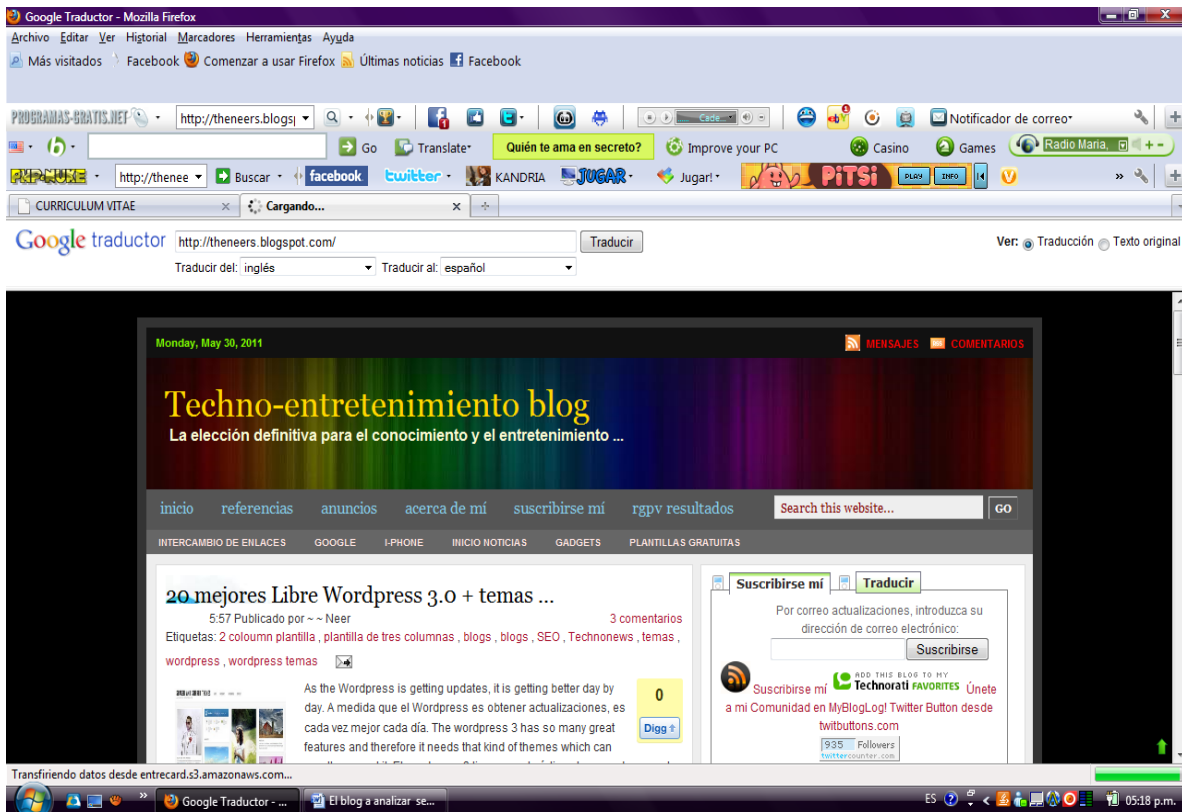 Google Traductor - Mozilla Firefox
Archivo Editar Ver Historial Marcadores Herramientas Ayuda
Más visitados Facebook Comenzar a usar Firefox Últimas noticias Facebook
PROGRAMAS-GRATIS.NET http://theneers.blogs Cade... Notificador de correo
Go Translate Quién te ama en secreto? Improve your PC Casino Games Radio Maria,
http://thenee Buscar facebook twitter KANDRIA JUGAR Jugar! PiTSi PLAY INFO »
CURRICULUM VITAE Cargando...
Google traductor http://theneers.blogspot.com/ Traducir Ver: Traducción Texto original
Traducir del: inglés Traducir al: español
Monday, May 30, 2011 MENSAJES COMENTARIOS
Techno-entretenimiento blog
La elección definitiva para el conocimiento y el entretenimiento ...
inicio referencias anuncios acerca de mí suscribirse mí rgpv resultados Search this website... GO
INTERCAMBIO DE ENLACES GOOGLE I-PHONE INICIO NOTICIAS GADGETS PLANTILLAS GRATUITAS
20 mejores Libre Wordpress 3.0 + temas ...
5:57 Publicado por ~ ~ Neer 3 comentarios
Etiquetas: 2 coloumn plantilla , plantilla de tres columnas , blogs , blogs , SEO , Technonews , temas ,
wordpress , wordpress temas
As the Wordpress is getting updates, it is getting better day by
day. A medida que el Wordpress es obtener actualizaciones, es
cada vez mejor cada día. The wordpress 3 has so many great
features and therefore it needs that kind of themes which can
0
Digg
Suscribirse mí Traducir
Por correo actualizaciones, introduzca su
dirección de correo electrónico:
Suscribirse
Suscribirse mí ADD THIS BLOG TO MY Technorati FAVORITES Únete
a mi Comunidad en MyBlogLog! Twitter Button desde
twitbuttons.com
935 Followers
twittercounter.com
Transfiriendo datos desde entrecard.s3.amazonaws.com...
» Google Traductor - ... El blog a analizar se... ES 05:18 p.m.